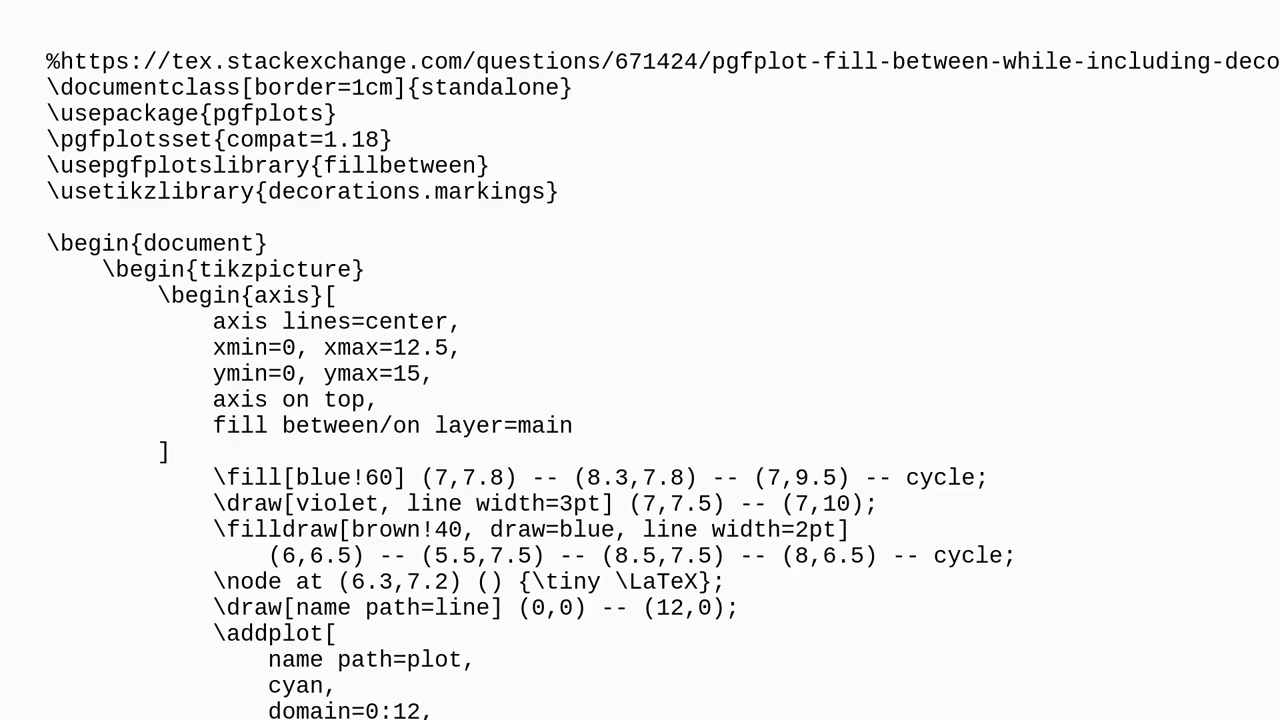 %https://tex.stackexchange.com/questions/671424/pgfplot-fill-between-while-including-deco
\documentclass[border=1cm]{standalone}
\usepackage{pgfplots}
\pgfplotsset{compat=1.18}
\usepgfplotslibrary{fillbetween}
\usetikzlibrary{decorations.markings}

\begin{document}
    \begin{tikzpicture}
        \begin{axis}[
            axis lines=center,
            xmin=0, xmax=12.5,
            ymin=0, ymax=15,
            axis on top,
            fill between/on layer=main
        ]
            \fill[blue!60] (7,7.8) -- (8.3,7.8) -- (7,9.5) -- cycle;
            \draw[violet, line width=3pt] (7,7.5) -- (7,10);
            \filldraw[brown!40, draw=blue, line width=2pt]
                (6,6.5) -- (5.5,7.5) -- (8.5,7.5) -- (8,6.5) -- cycle;
            \node at (6.3,7.2) () {\tiny \LaTeX};
            \draw[name path=line] (0,0) -- (12,0);
            \addplot[
                name path=plot,
                cyan,
                domain=0:12,